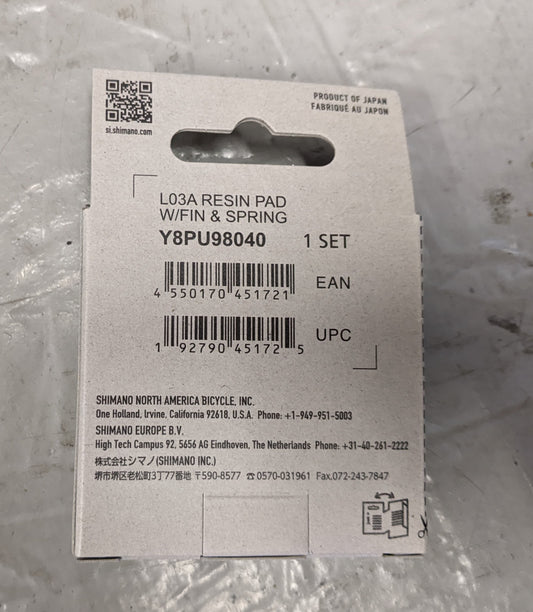 PRODUCT OF JAPAN
FABRIQUÉ AU JAPON
si.shimano.com
L03A RESIN PAD
W/FIN & SPRING
Y8PU98040 1 SET
4 550170 451721 EAN
1 92790 45172 5 UPC
SHIMANO NORTH AMERICA BICYCLE, INC.
One Holland, Irvine, California 92618, U.S.A. Phone: +1-949-951-5003
SHIMANO EUROPE B.V.
High Tech Campus 92, 5656 AG Eindhoven, The Netherlands Phone: +31-40-261-2222
株式会社シマノ(SHIMANO INC.)
堺市堺区老松町3丁77番地 〒590-8577 ☎0570-031961 Fax.072-243-7847